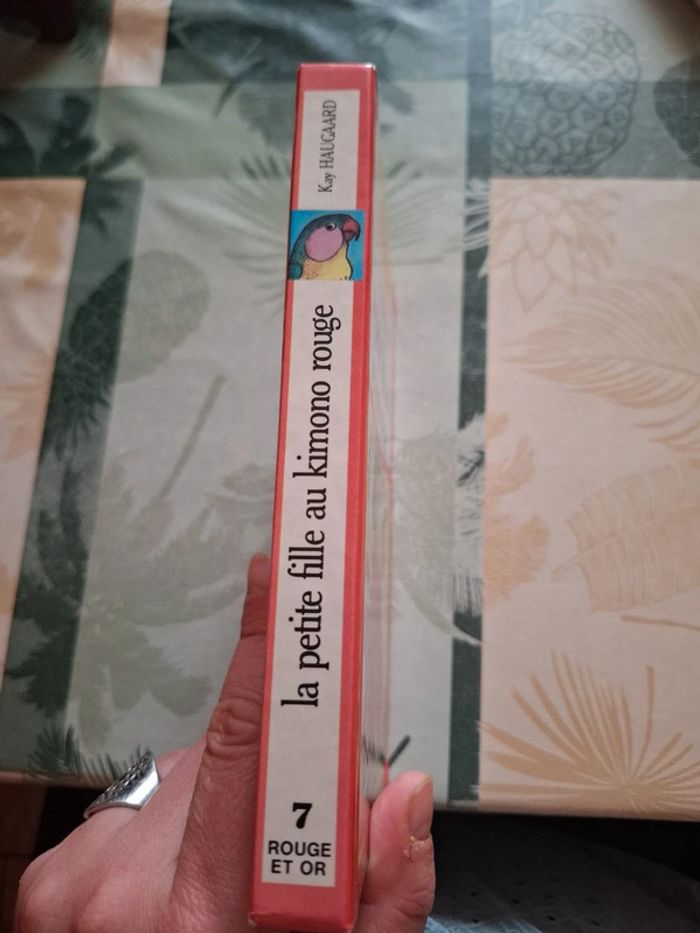 Kay HAUGAARD
la petite fille au kimono rouge
7
ROUGE
ET OR